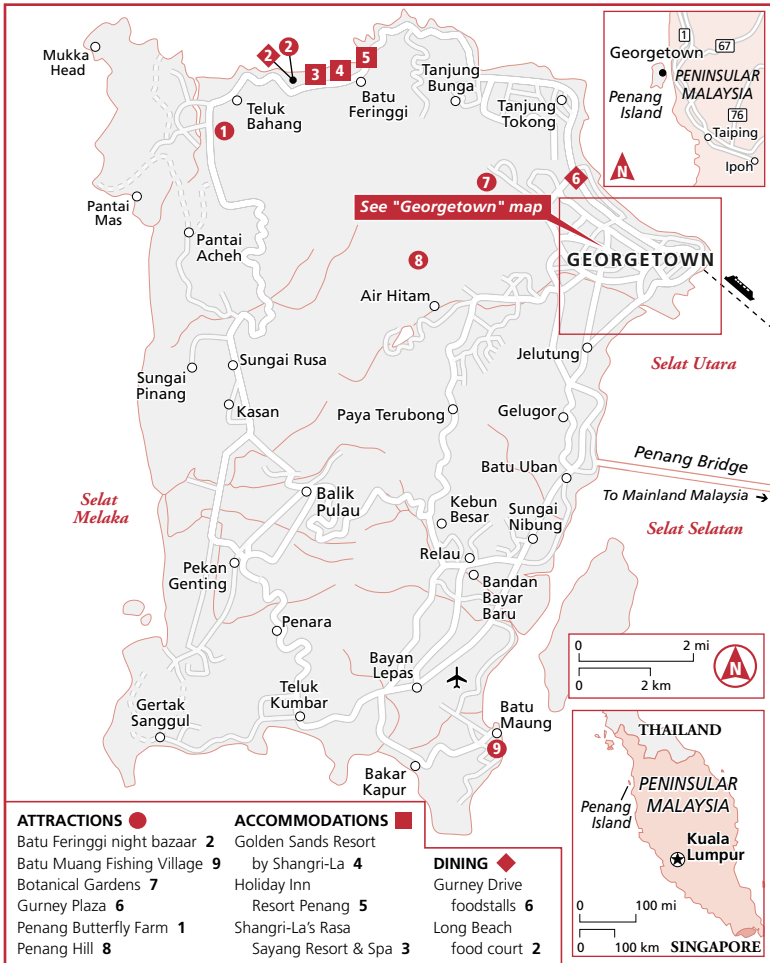 Mukka
Head
2
2
3
4
5
Teluk
Bahang
Batu
Feringgi
Tanjung
Bunga
Tanjung
Tokong
1
Georgetown
1
67
PENINSULAR
MALAYSIA
Penang
Island
76
Taiping
Ipoh
N
7
6
Pantai
Mas
See "Georgetown" map
Pantai
Acheh
8
GEORGETOWN
Air Hitam
Jelutung
Selat Utara
Sungai
Pinang
Sungai Rusa
Kasan
Paya Terubong
Gelugor
Penang Bridge
Batu Uban
To Mainland Malaysia
Selat
Melaka
Balik
Pulau
Kebun
Besar
Sungai
Nibung
Selat Selatan
Relau
Pekan
Genting
Bandan
Bayar
Baru
Penara
0 2 mi
0 2 km
N
Bayan
Lepas
Gertak
Sanggul
Teluk
Kumbar
Batu
Maung
9
Bakar
Kapur
THAILAND
PENINSULAR
MALAYSIA
Penang
Island
Kuala
Lumpur
0 100 mi
0 100 km
SINGAPORE
ATTRACTIONS
Batu Feringgi night bazaar 2
Batu Muang Fishing Village 9
Botanical Gardens 7
Gurney Plaza 6
Penang Butterfly Farm 1
Penang Hill 8
ACCOMMODATIONS
Golden Sands Resort
by Shangri-La 4
Holiday Inn
Resort Penang 5
Shangri-La's Rasa
Sayang Resort & Spa 3
DINING
Gurney Drive
foodstalls 6
Long Beach
food court 2